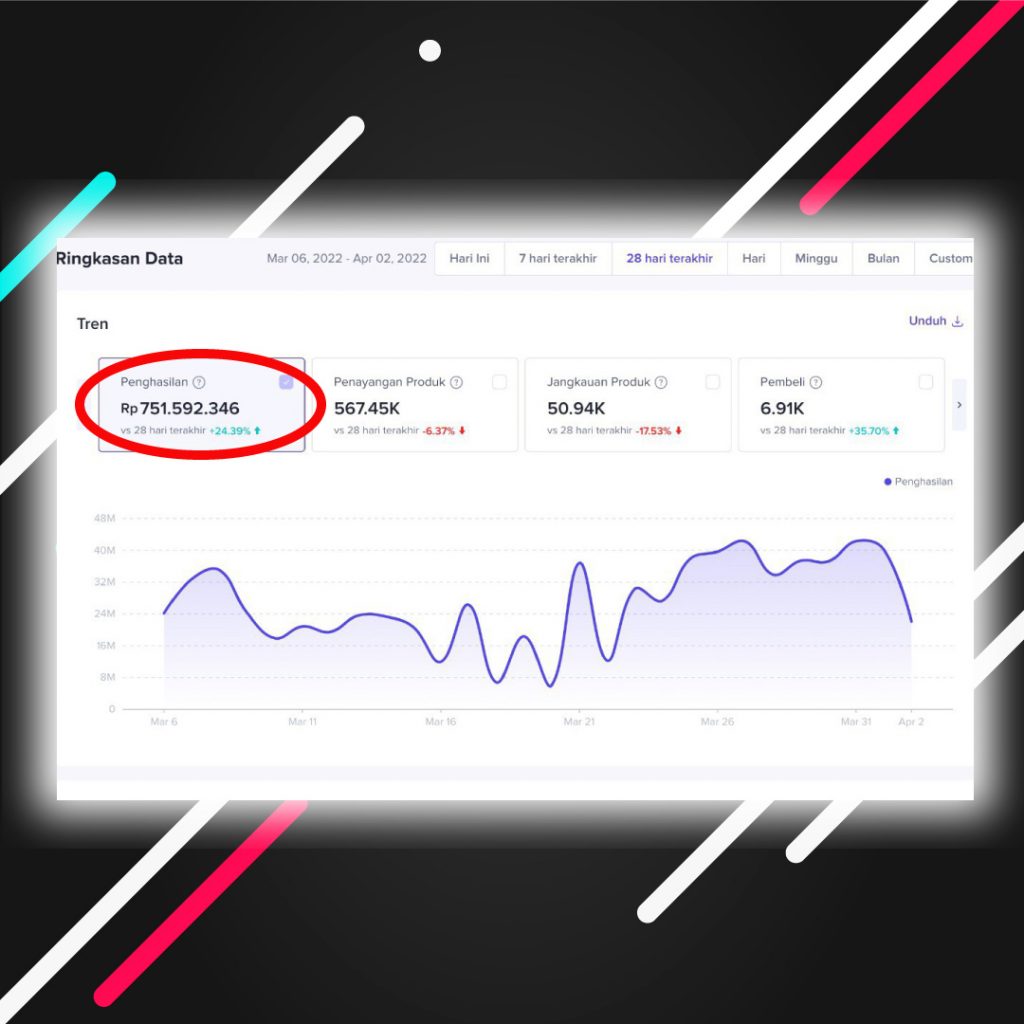 Ringkasan Data
Mar 06, 2022 - Apr 02, 2022 Hari Ini 7 hari terakhir 28 hari terakhir Hari Minggu Bulan Custom
Tren
Unduh
Penghasilan ?
Rp751.592.346
vs 28 hari terakhir +24.39%
Penayangan Produk ?
567.45K
vs 28 hari terakhir -6.37%
Jangkauan Produk ?
50.94K
vs 28 hari terakhir -17.53%
Pembeli ?
6.91K
vs 28 hari terakhir +35.70%
Penghasilan
48M
40M
32M
24M
16M
8M
0
Mar 6 Mar 11 Mar 16 Mar 21 Mar 26 Mar 31 Apr 2